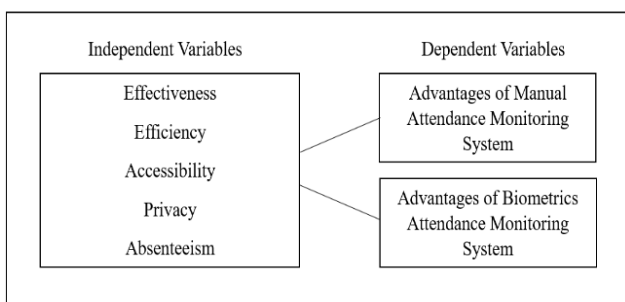 Independent Variables
Effectiveness
Efficiency
Accessibility
Privacy
Absenteeism
Dependent Variables
Advantages of Manual
Attendance Monitoring
System
Advantages of Biometrics
Attendance Monitoring
System